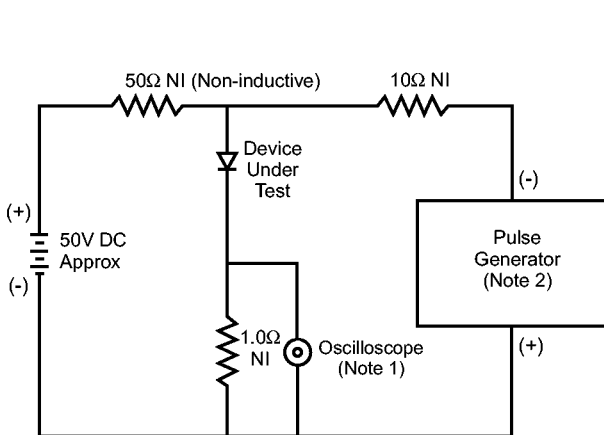 50Ω NI (Non-inductive)
10Ω NI
Device
Under
Test
(-)
(+)
50V DC
Approx
(-)
Pulse
Generator
(Note 2)
1.0Ω
NI
Oscilloscope
(Note 1)
(+)